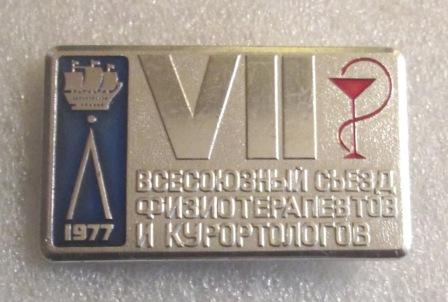 VII
ВСЕСОЮЗНЫЙ СЪЕЗД
ФИЗИОТЕРАПЕВТОВ
И КУРОРТОЛОГОВ
1977